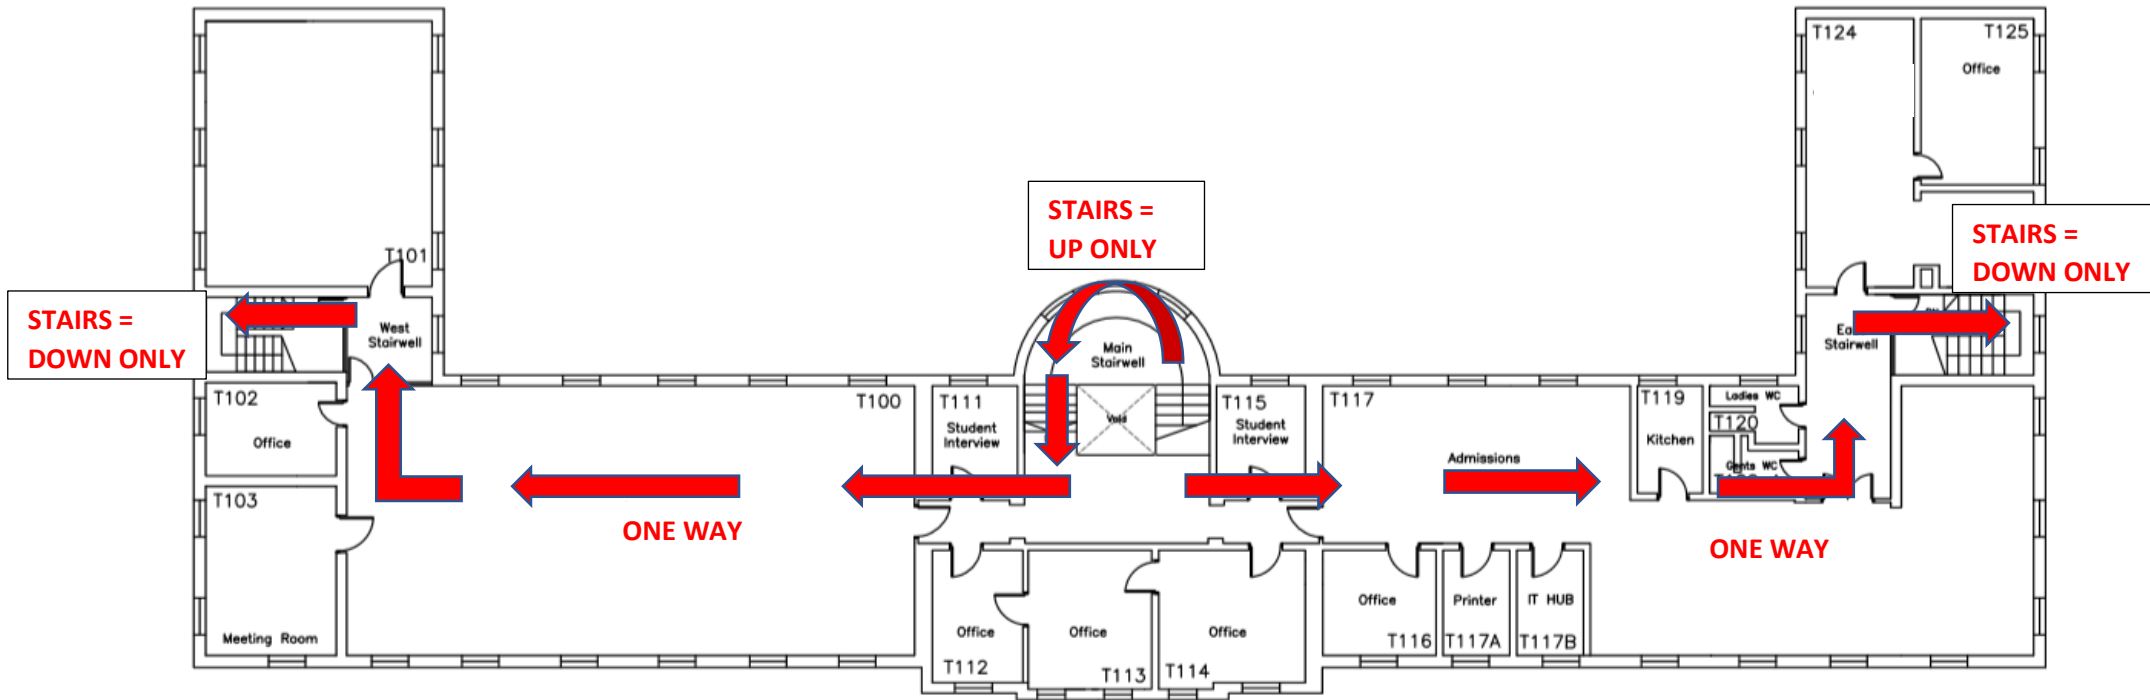 T124
T125
Office
STAIRS =
UP ONLY
STAIRS =
DOWN ONLY
T101
STAIRS =
DOWN ONLY
West
Stairwell
Main
Stairwell
Stairwell
T102
Office
T100
T111
Student
Interview
Void
T115
Student
Interview
T117
Admissions
T119
Kitchen
Ladies WC
T120
Gents WC
T103
Meeting Room
ONE WAY
ONE WAY
Office
T112
Office
T113
Office
T114
Office
T116
Printer
T117A
IT HUB
T117B